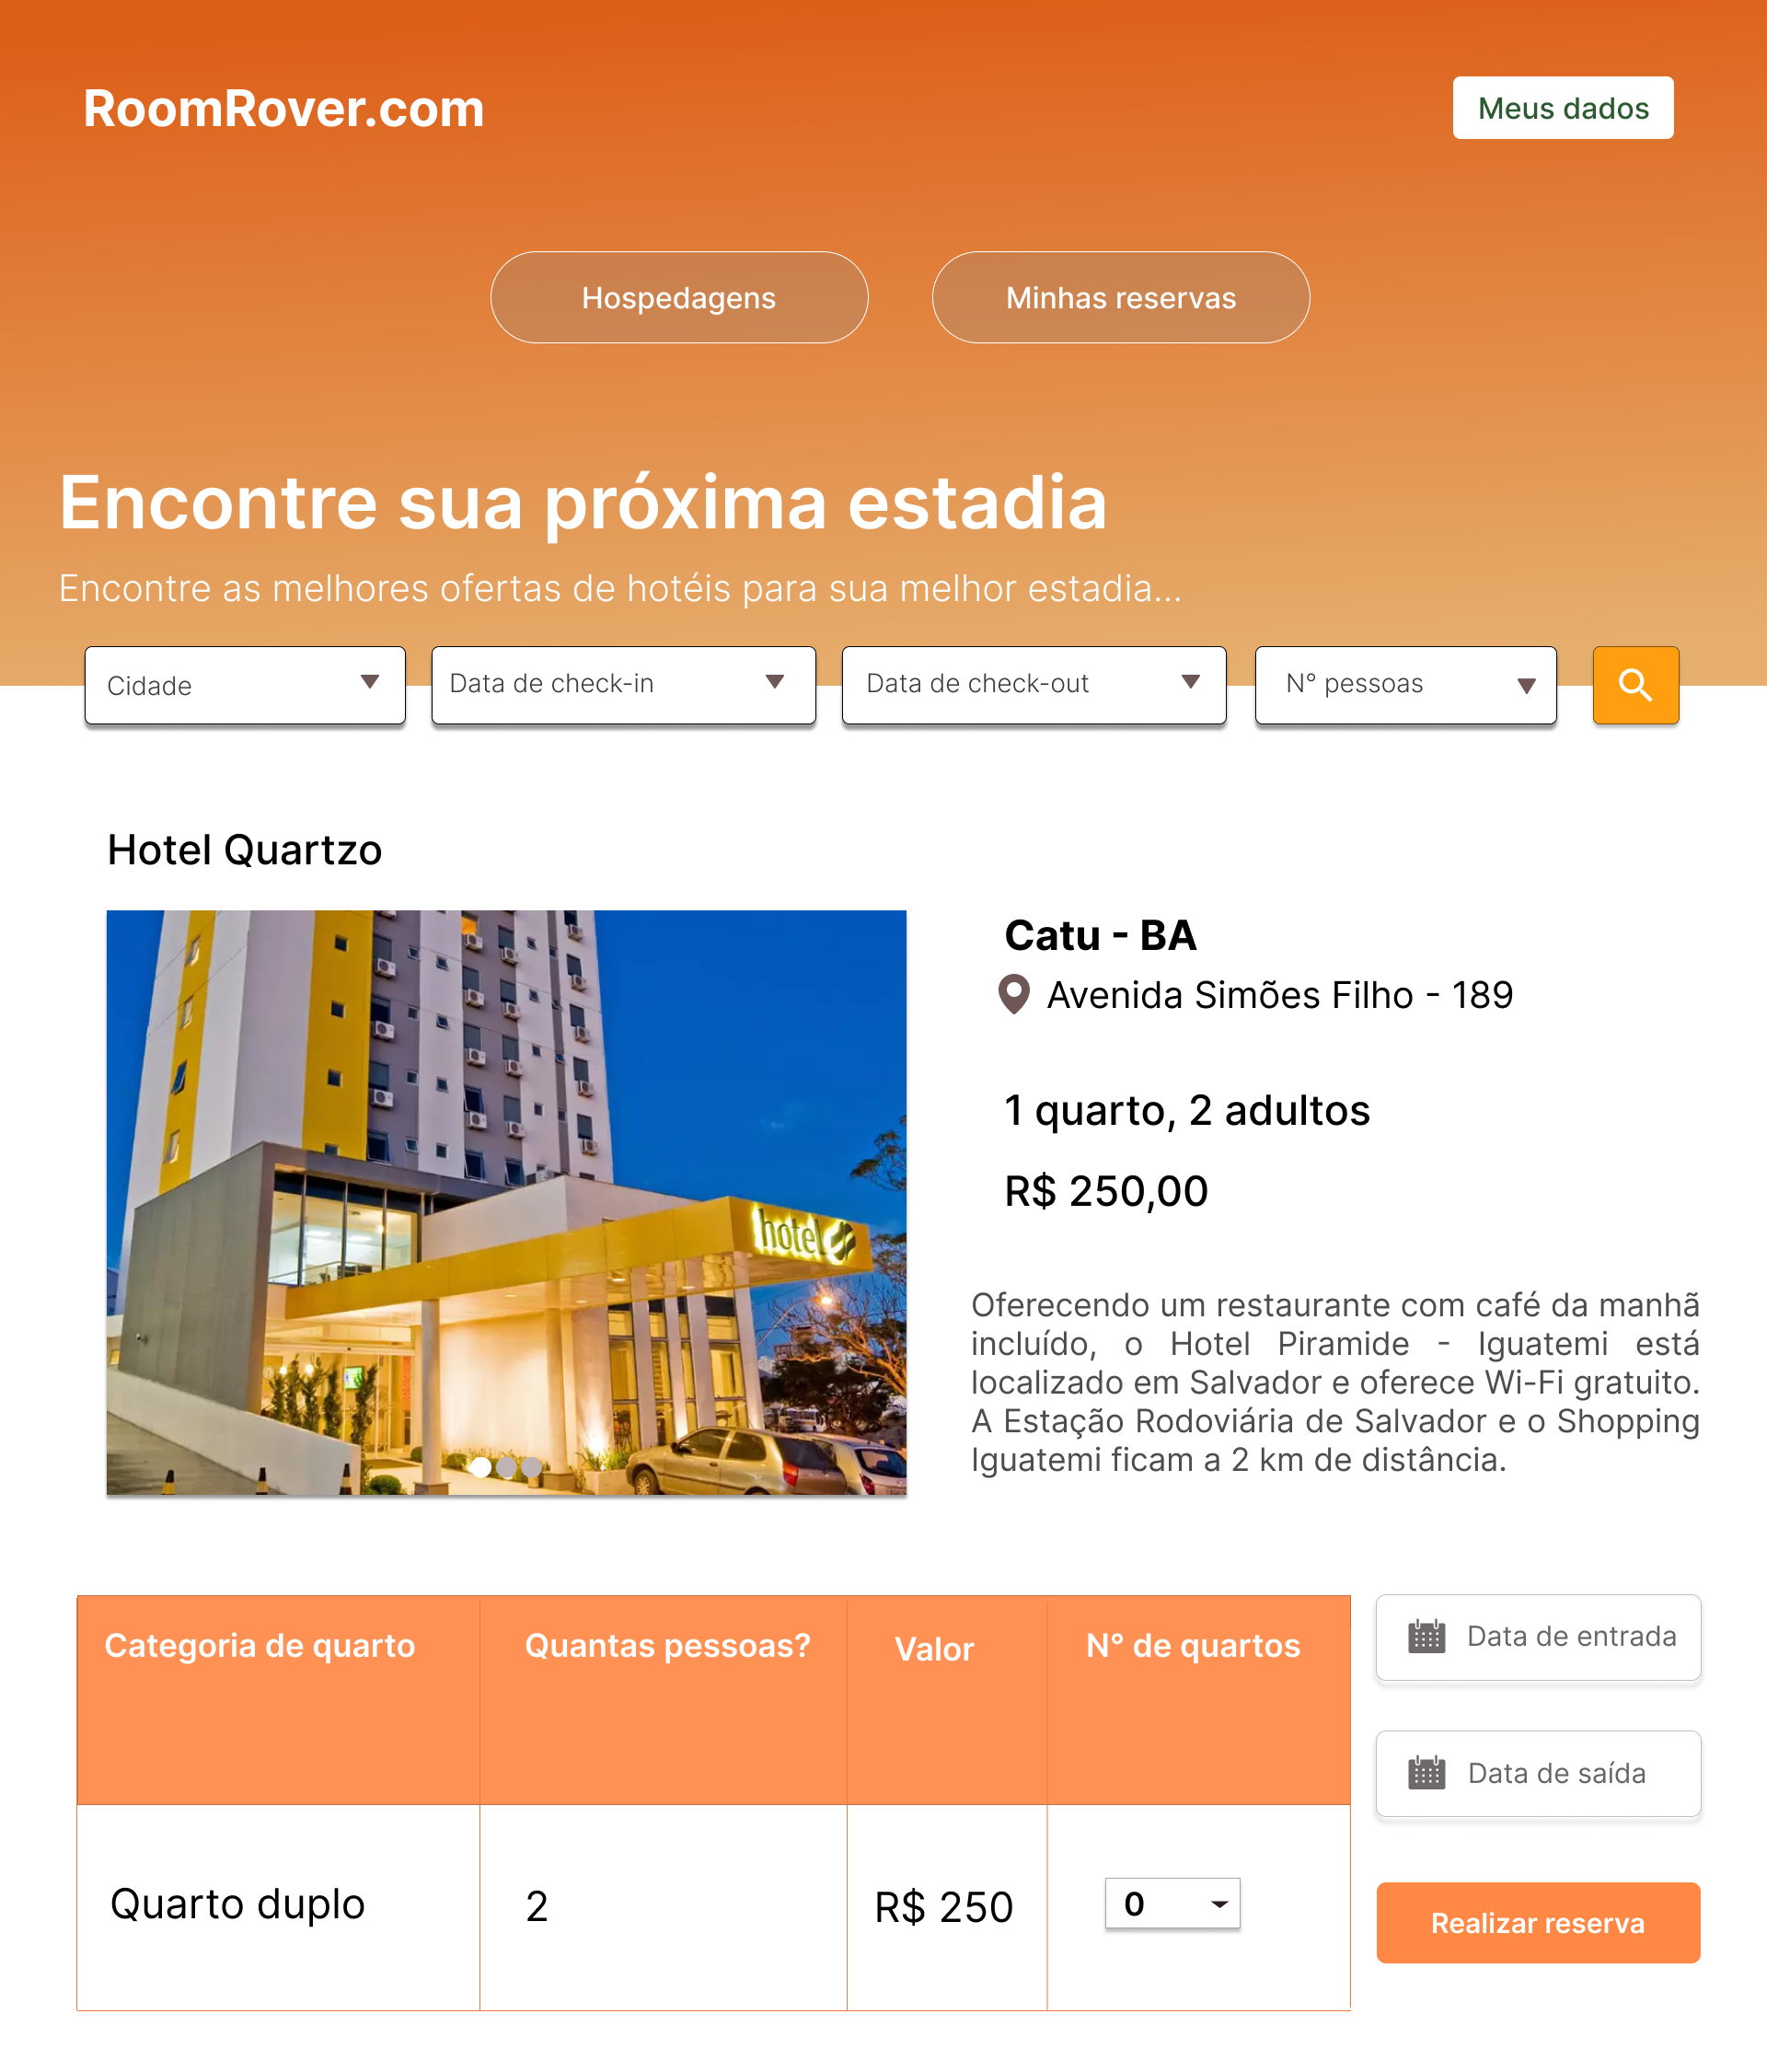 RoomRover.com
Meus dados
Hospedagens
Minhas reservas
Encontre sua próxima estadia
Encontre as melhores ofertas de hotéis para sua melhor estadia...
Cidade
Data de check-in
Data de check-out
N° pessoas
Hotel Quartzo
hotel
Catu - BA
Avenida Simões Filho - 189
1 quarto, 2 adultos
R$ 250,00
Oferecendo um restaurante com café da manhã
incluído, o Hotel Piramide - Iguatemi está
localizado em Salvador e oferece Wi-Fi gratuito.
A Estação Rodoviária de Salvador e o Shopping
Iguatemi ficam a 2 km de distância.
Categoria de quarto
Quantas pessoas?
Valor
N° de quartos
Quarto duplo
2
R$ 250
0
Data de entrada
Data de saída
Realizar reserva